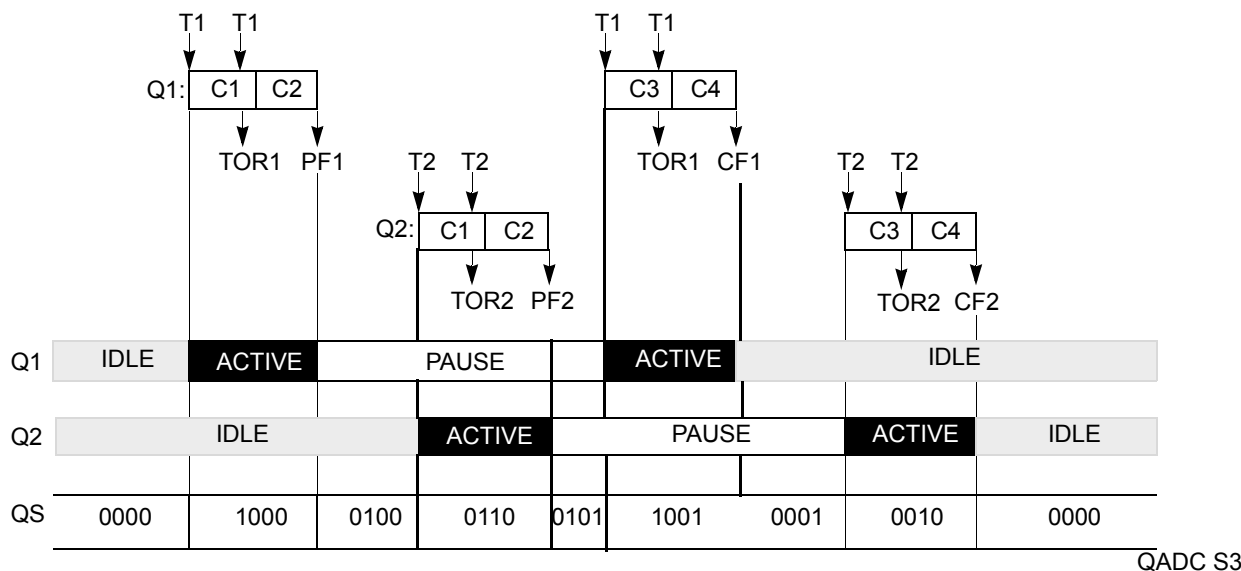 T1 T1 T1 T1
Q1: C1 C2 C3 C4
TOR1 PF1 T2 T2 TOR1 CF1 T2 T2
Q2: C1 C2 C3 C4
TOR2 PF2 TOR2 CF2
Q1 IDLE ACTIVE PAUSE ACTIVE IDLE
Q2 IDLE ACTIVE PAUSE ACTIVE IDLE
QS 0000 1000 0100 0110 0101 1001 0001 0010 0000
QADC S3